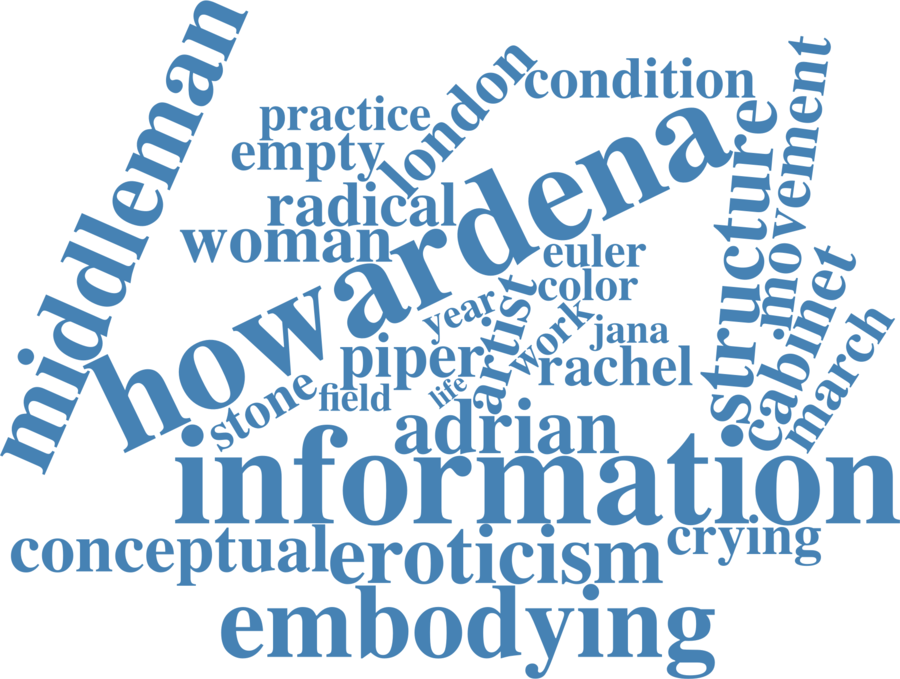 middleman
london
condition
movement
practice
empty
howardena
structure
radical
woman
euler
color
cabinet
year
artist
work
jana
march
piper
rachel
stone
field
life
adrian
information
conceptual
eroticism
crying
embodying